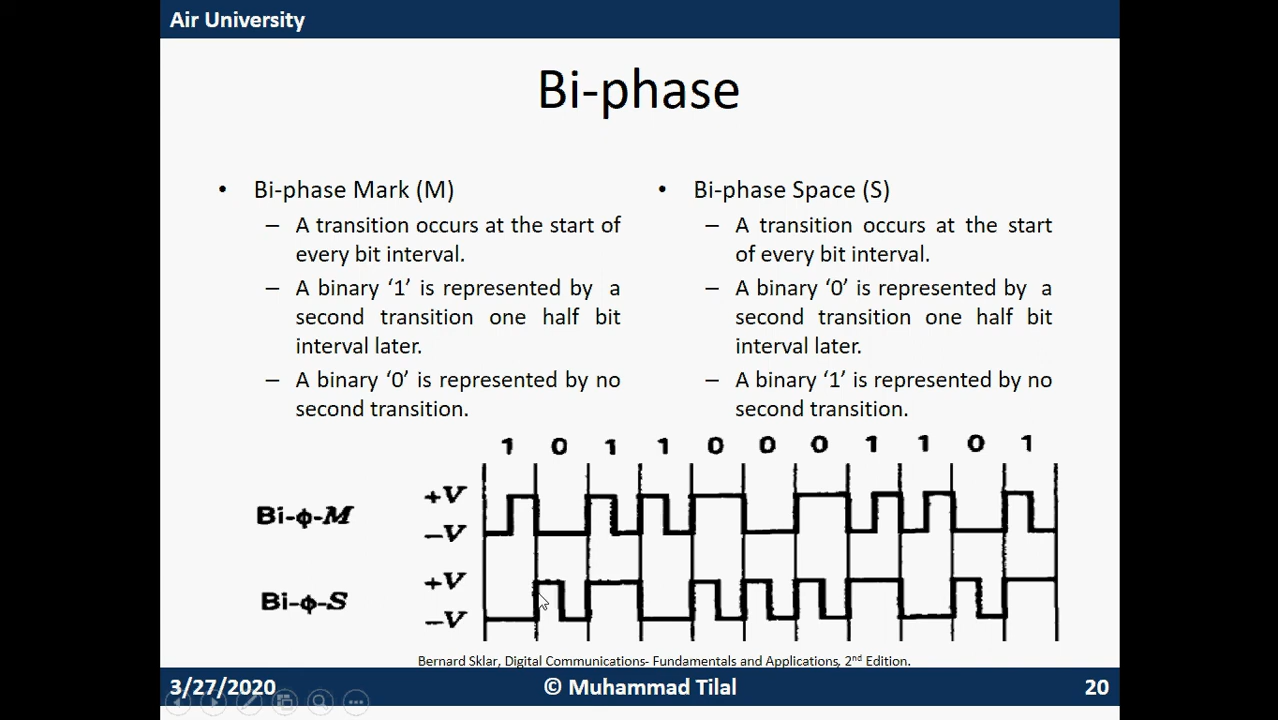 Air University
Bi-phase
• Bi-phase Mark (M)
– A transition occurs at the start of
every bit interval.
– A binary ‘1’ is represented by a
second transition one half bit
interval later.
– A binary ‘0’ is represented by no
second transition.
• Bi-phase Space (S)
– A transition occurs at the start
of every bit interval.
– A binary ‘0’ is represented by a
second transition one half bit
interval later.
– A binary ‘1’ is represented by no
second transition.
1 0 1 1 0 0 0 1 1 0 1
Bi-ϕ-M
+V
−V
Bi-ϕ-S
+V
−V
Bernard Sklar, Digital Communications- Fundamentals and Applications, 2nd Edition.
3/27/2020 © Muhammad Tilal 20